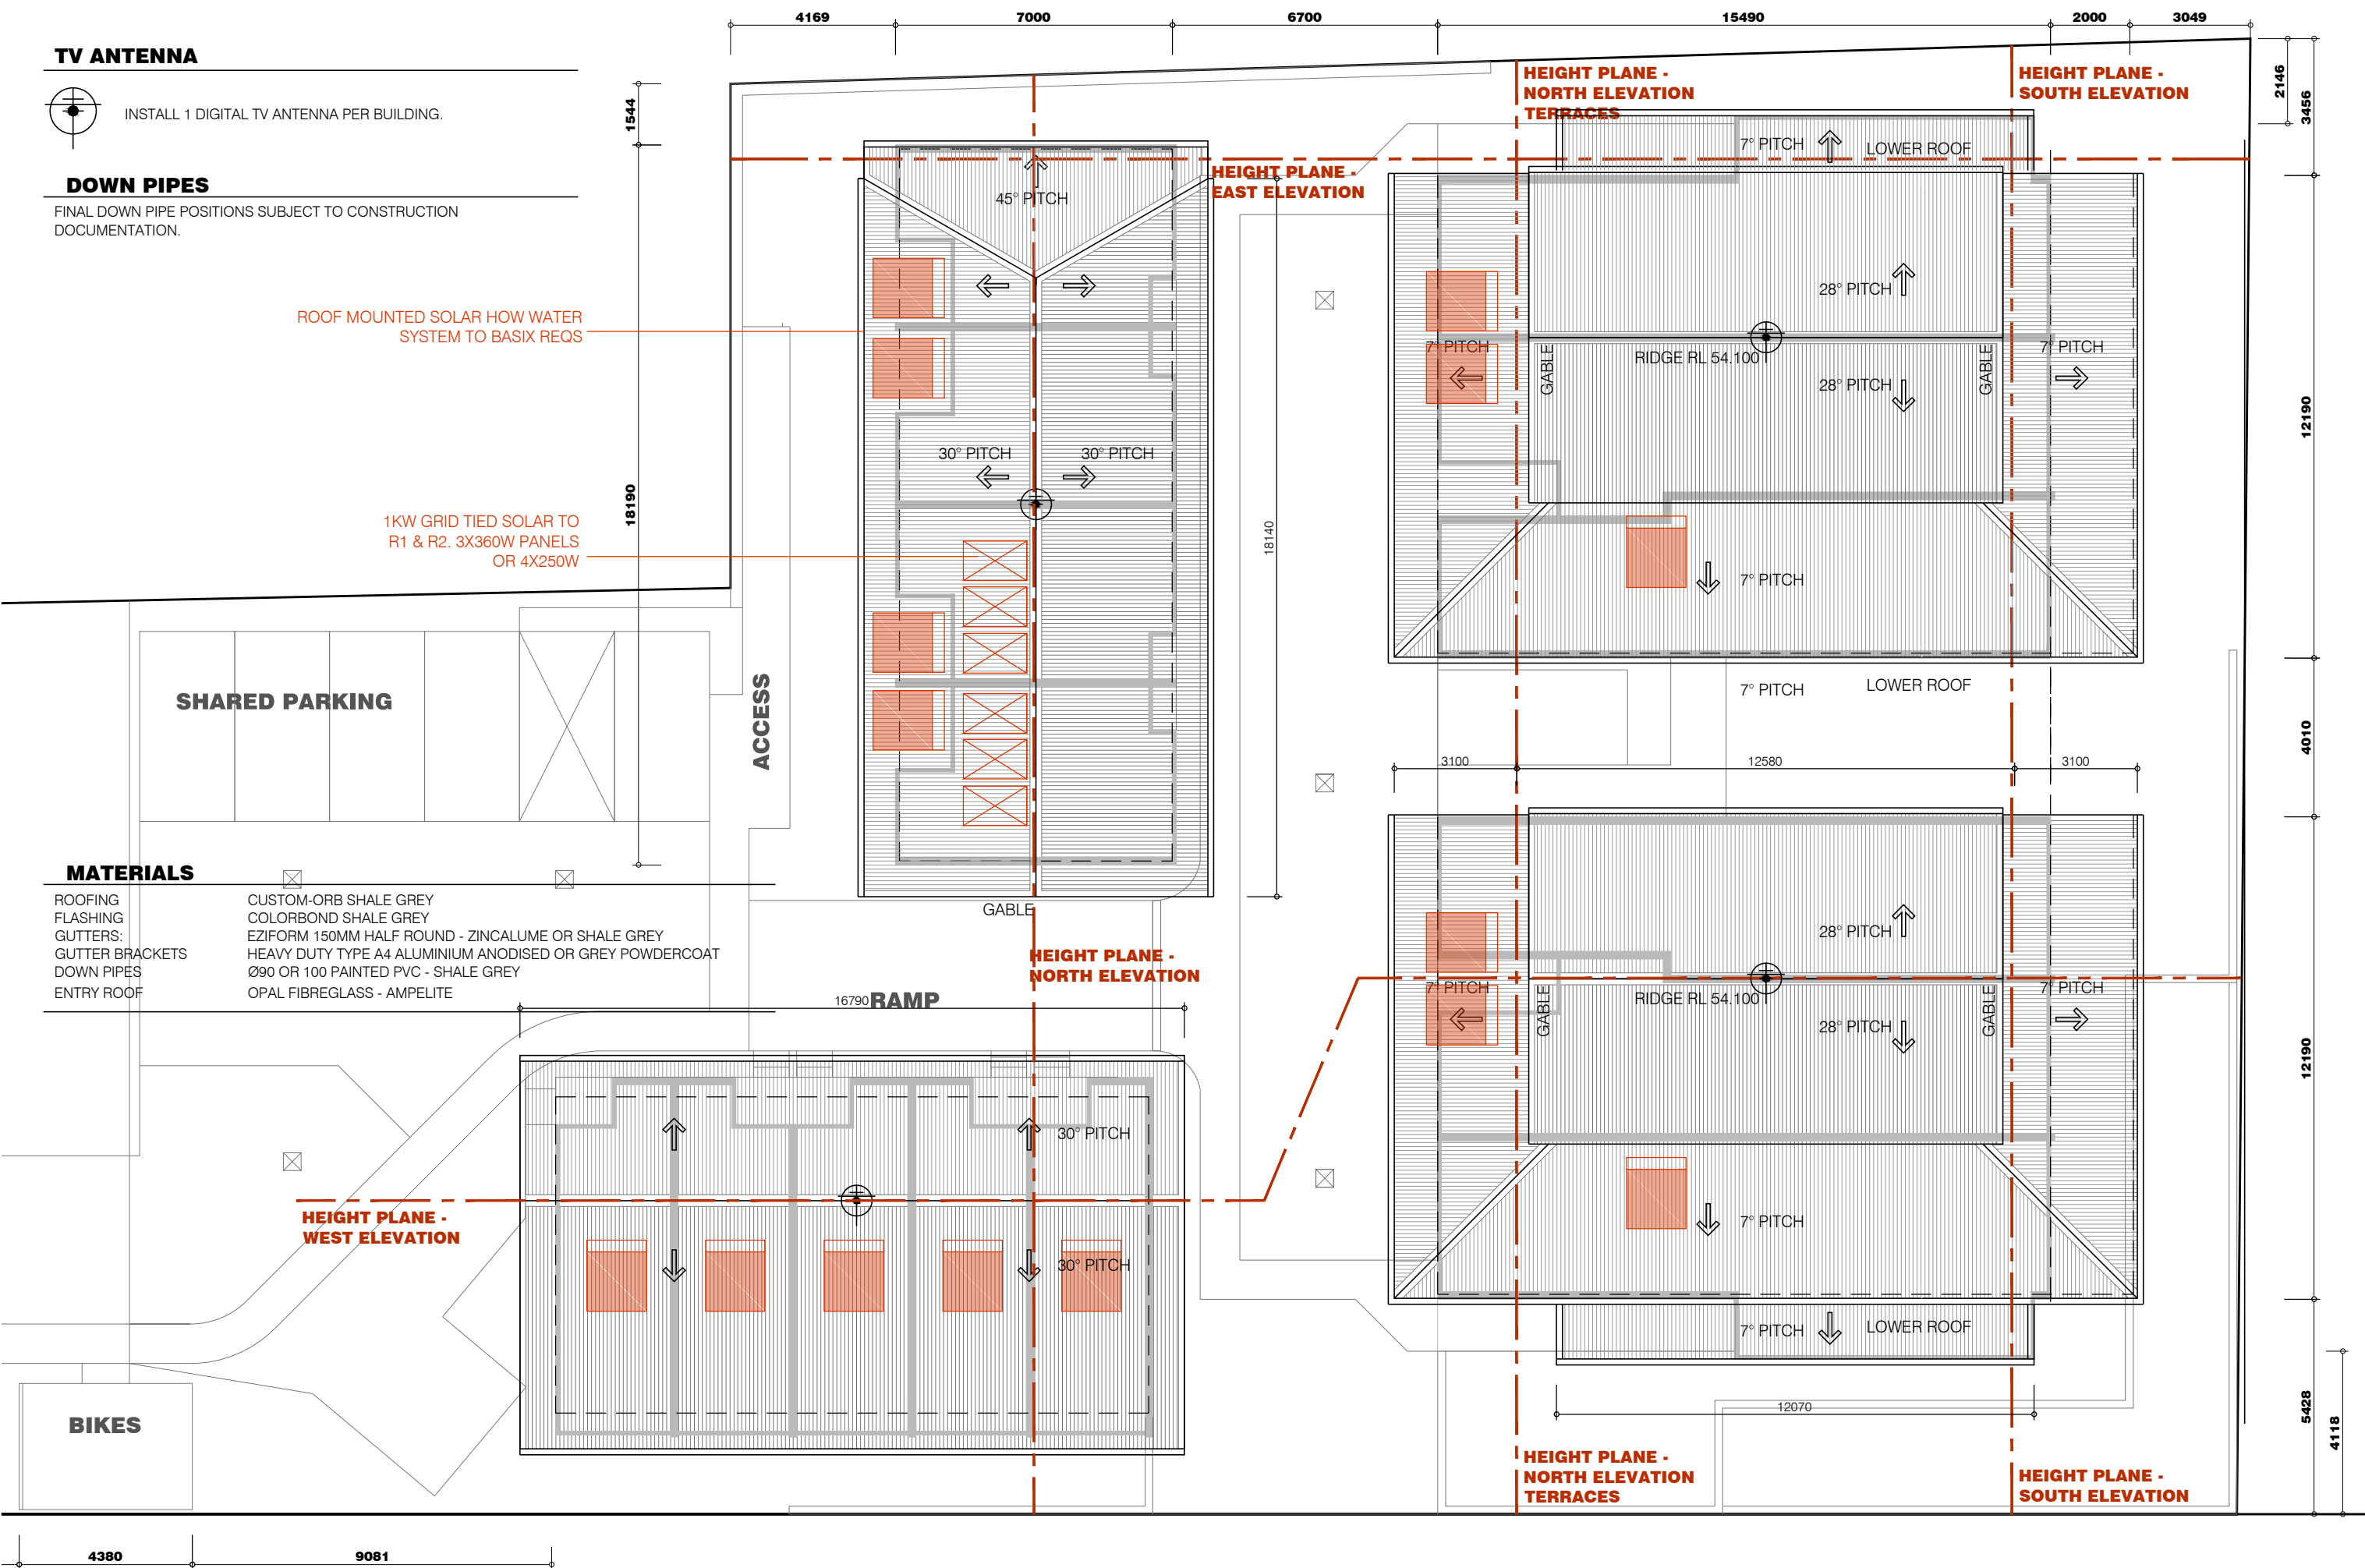 4169 7000 6700 15490 2000 3049
TV ANTENNA
INSTALL 1 DIGITAL TV ANTENNA PER BUILDING.
DOWN PIPES
FINAL DOWN PIPE POSITIONS SUBJECT TO CONSTRUCTION
DOCUMENTATION.
1544
18190
HEIGHT PLANE -
NORTH ELEVATION
TERRACES
HEIGHT PLANE -
SOUTH ELEVATION
2146
3456
HEIGHT PLANE -
EAST ELEVATION
45° PITCH
7° PITCH
LOWER ROOF
ROOF MOUNTED SOLAR HOW WATER
SYSTEM TO BASIX REQS
28° PITCH
7° PITCH
GABLE
RIDGE RL 54.100
28° PITCH
GABLE
7° PITCH
12190
30° PITCH
30° PITCH
1KW GRID TIED SOLAR TO
R1 & R2. 3X360W PANELS
OR 4X250W
18140
7° PITCH
7° PITCH
LOWER ROOF
SHARED PARKING
ACCESS
4010
3100
12580
3100
MATERIALS
ROOFING CUSTOM-ORB SHALE GREY
FLASHING COLORBOND SHALE GREY
GUTTERS: EZIFORM 150MM HALF ROUND - ZINCALUME OR SHALE GREY
GUTTER BRACKETS HEAVY DUTY TYPE A4 ALUMINIUM ANODISED OR GREY POWDERCOAT
DOWN PIPES Ø90 OR 100 PAINTED PVC - SHALE GREY
ENTRY ROOF OPAL FIBREGLASS - AMPELITE
GABLE
HEIGHT PLANE -
NORTH ELEVATION
16790
RAMP
28° PITCH
7° PITCH
GABLE
RIDGE RL 54.100
28° PITCH
GABLE
7° PITCH
12190
30° PITCH
HEIGHT PLANE -
WEST ELEVATION
30° PITCH
7° PITCH
7° PITCH
LOWER ROOF
12070
5428
4118
BIKES
HEIGHT PLANE -
NORTH ELEVATION
TERRACES
HEIGHT PLANE -
SOUTH ELEVATION
4380 9081